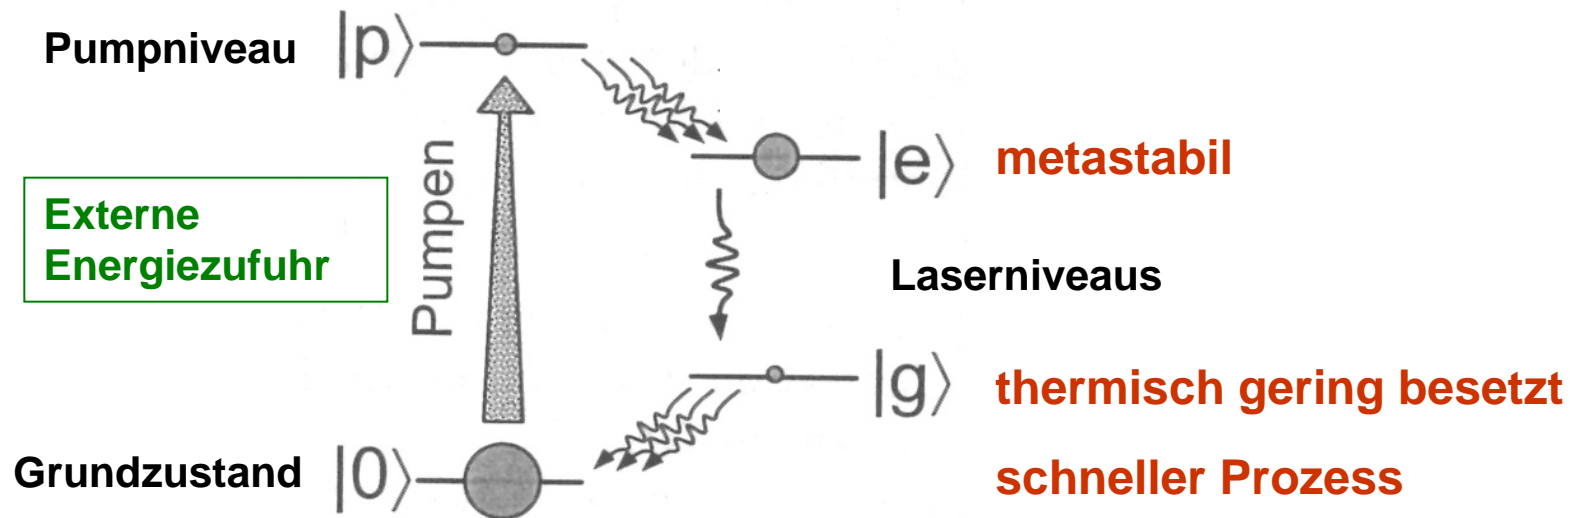 Pumpniveau |p⟩
|e⟩ metastabil
Externe
Energiezufuhr
Pumpen
Laserniveaus
|g⟩ thermisch gering besetzt
Grundzustand |0⟩
schneller Prozess